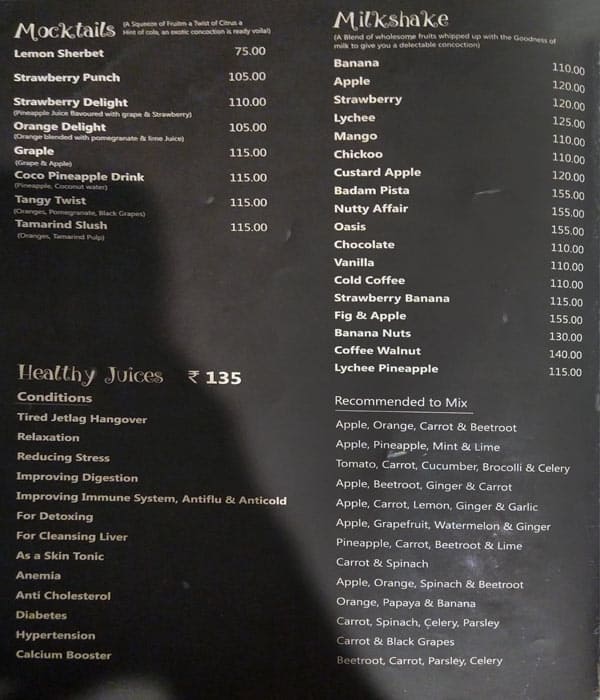 Mocktails (A Squeeze of Fruitm a Twist of Citrus a
Hint of cola, an exotic concoction is ready voila!)
Lemon Sherbet 75.00
Strawberry Punch 105.00
Strawberry Delight 110.00
(Pineapple Juice flavoured with grape & Strawberry)
Orange Delight 105.00
(Orange blended with pomegranate & lime Juice)
Graple 115.00
(Grape & Apple)
Coco Pineapple Drink 115.00
(Pineapple, Coconut water)
Tangy Twist 115.00
(Oranges, Pomegranate, Black Grapes)
Tamarind Slush 115.00
(Oranges, Tamarind Pulp)
Milkshake
(A Blend of wholesome fruits whipped up with the Goodness of
milk to give you a delectable concoction)
Banana 110.00
Apple 120.00
Strawberry 120.00
Lychee 125.00
Mango 110.00
Chickoo 110.00
Custard Apple 120.00
Badam Pista 155.00
Nutty Affair 155.00
Oasis 155.00
Chocolate 110.00
Vanilla 110.00
Cold Coffee 110.00
Strawberry Banana 115.00
Fig & Apple 155.00
Banana Nuts 130.00
Coffee Walnut 140.00
Lychee Pineapple 115.00
Healthy Juices ₹ 135
Conditions Recommended to Mix
Tired Jetlag Hangover Apple, Orange, Carrot & Beetroot
Relaxation Apple, Pineapple, Mint & Lime
Reducing Stress Tomato, Carrot, Cucumber, Brocolli & Celery
Improving Digestion Apple, Beetroot, Ginger & Carrot
Improving Immune System, Antiflu & Anticold Apple, Carrot, Lemon, Ginger & Garlic
For Detoxing Apple, Grapefruit, Watermelon & Ginger
For Cleansing Liver Pineapple, Carrot, Beetroot & Lime
As a Skin Tonic Carrot & Spinach
Anemia Apple, Orange, Spinach & Beetroot
Anti Cholesterol Orange, Papaya & Banana
Diabetes Carrot, Spinach, Celery, Parsley
Hypertension Carrot & Black Grapes
Calcium Booster Beetroot, Carrot, Parsley, Celery